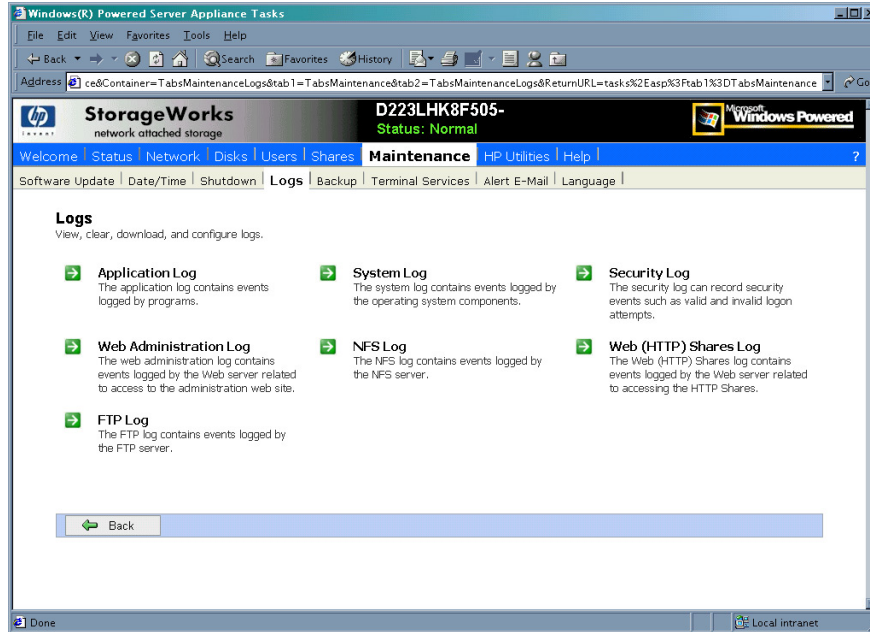 Windows(R) Powered Server Appliance Tasks
File Edit View Favorites Tools Help
Back Search Favorites History
Address ce&Container=TabsMaintenanceLogs&tab1=TabsMaintenance&tab2=TabsMaintenanceLogs&ReturnURL=tasks%2Easp%3Ftab1%3DTabsMaintenance Go
hp StorageWorks D223LHK8F505- Microsoft
invent network attached storage Status: Normal Windows Powered
Welcome Status Network Disks Users Shares Maintenance HP Utilities Help ?
Software Update Date/Time Shutdown Logs Backup Terminal Services Alert E-Mail Language
Logs
View, clear, download, and configure logs.
Application Log
The application log contains events
logged by programs.
System Log
The system log contains events logged by
the operating system components.
Security Log
The security log can record security
events such as valid and invalid logon
attempts.
Web Administration Log
The web administration log contains
events logged by the Web server related
to access to the administration web site.
NFS Log
The NFS log contains events logged by
the NFS server.
Web (HTTP) Shares Log
The Web (HTTP) Shares log contains
events logged by the Web server related
to accessing the HTTP Shares.
FTP Log
The FTP log contains events logged by
the FTP server.
Back
Done Local intranet